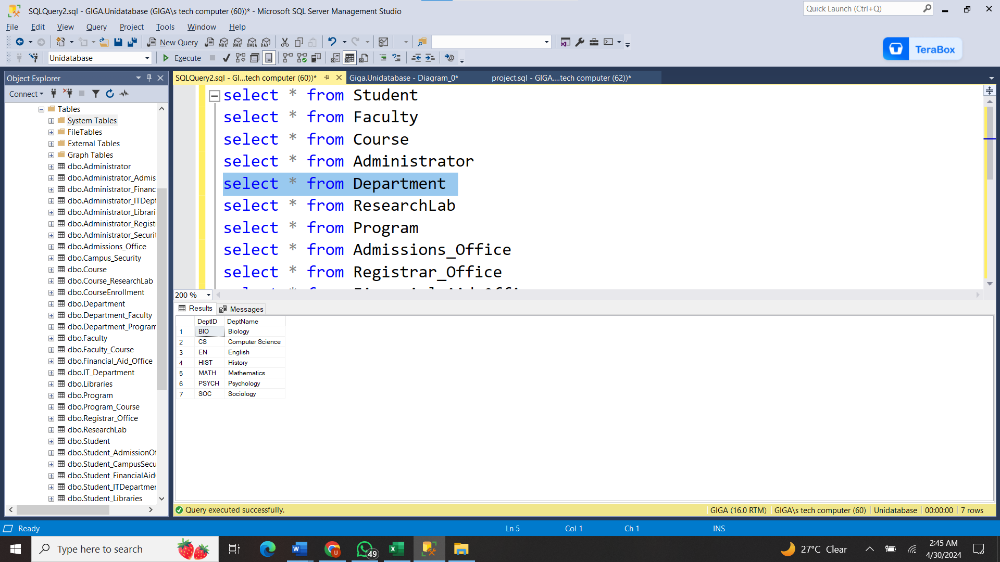 SQLQuery2.sql - GIGA.Unidatabase (GIGA\s tech computer (60))* - Microsoft SQL Server Management Studio
Quick Launch (Ctrl+Q)
File Edit View Query Project Tools Window Help
New Query
MDX DMX XMLA DAX
TeraBox
Unidatabase
Execute
Object Explorer
SQLQuery2.sql - GI...tech computer (60))*
Giga.Unidatabase - Diagram_0*
project.sql - GIGA....tech computer (62))*
Connect
Tables
System Tables
FileTables
External Tables
Graph Tables
dbo.Administrator
dbo.Administrator_Admis
dbo.Administrator_Financ
dbo.Administrator_ITDept
dbo.Administrator_Librari
dbo.Administrator_Registr
dbo.Administrator_Securit
dbo.Admissions_Office
dbo.Campus_Security
dbo.Course
dbo.Course_ResearchLab
dbo.CourseEnrollment
dbo.Department
dbo.Department_Faculty
dbo.Department_Program
dbo.Faculty
dbo.Faculty_Course
dbo.Financial_Aid_Office
dbo.IT_Department
dbo.Libraries
dbo.Program
dbo.Program_Course
dbo.Registrar_Office
dbo.ResearchLab
dbo.Student
dbo.Student_AdmissionOf
dbo.Student_CampusSecu
dbo.Student_FinancialAid
dbo.Student_ITDepartmer
dbo.Student_Libraries
select * from Student
select * from Faculty
select * from Course
select * from Administrator
select * from Department
select * from ResearchLab
select * from Program
select * from Admissions_Office
select * from Registrar_Office
200 %
Results Messages
DeptID DeptName
1 BIO Biology
2 CS Computer Science
3 EN English
4 HIST History
5 MATH Mathematics
6 PSYCH Psychology
7 SOC Sociology
Query executed successfully.
GIGA (16.0 RTM) GIGA\s tech computer (60) Unidatabase 00:00:00 7 rows
Ready
Ln 5
Col 1
Ch 1
INS
Type here to search
49
27°C Clear
2:45 AM
4/30/2024